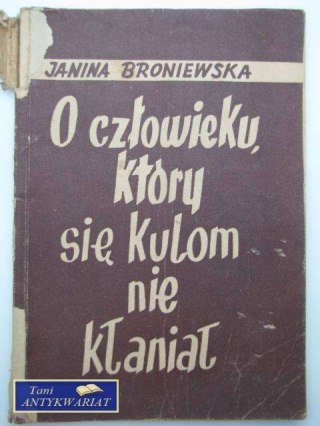 JANINA BRONIEWSKA
O człowieku,
który
się kulom
nie
kłaniał
Tani
ANTYKWARIAT